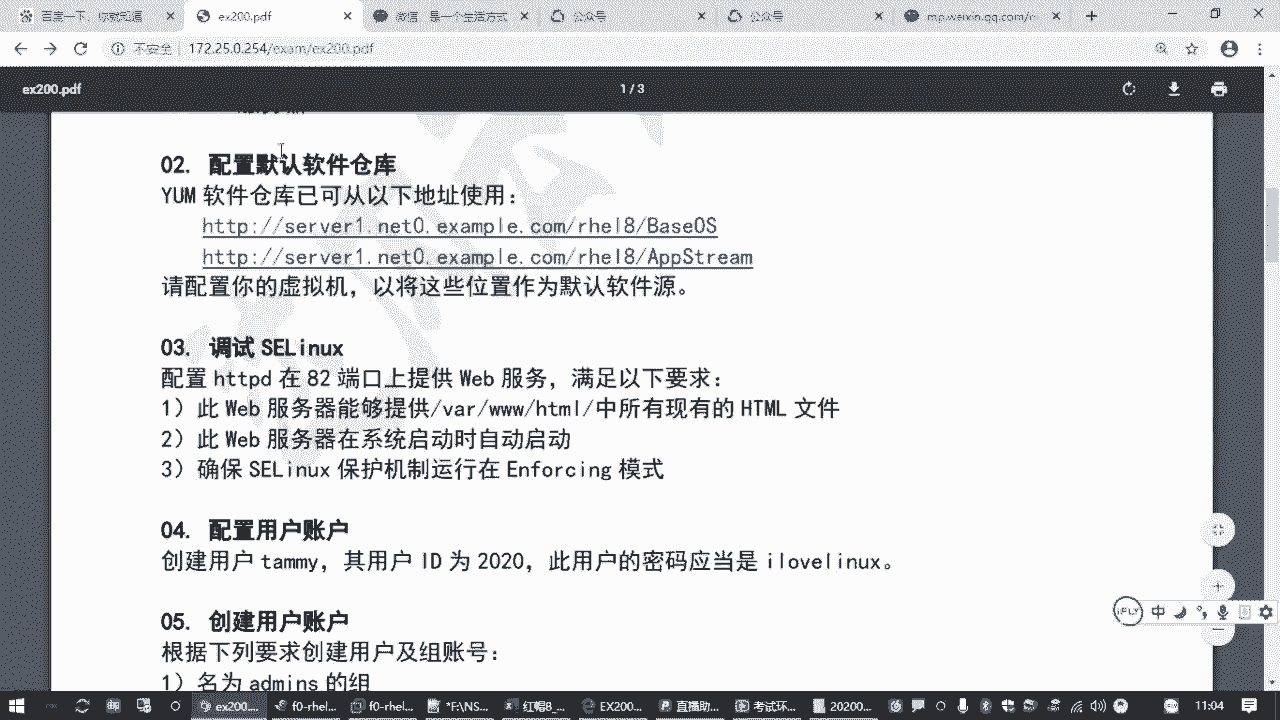 百度一下，你就知道
ex200.pdf
微信，是一个生活方式
公众号
公众号
mp.weixin.qq.com/
不安全 172.25.0.254/exam/ex200.pdf
ex200.pdf
1 / 3
02. 配置默认软件仓库
YUM 软件仓库已可从以下地址使用：
http://server1.net0.example.com/rhel8/BaseOS
http://server1.net0.example.com/rhel8/AppStream
请配置你的虚拟机，以将这些位置作为默认软件源。
03. 调试 SELinux
配置 httpd 在 82 端口上提供 Web 服务，满足以下要求：
1）此 Web 服务器能够提供/var/www/html/中所有现有的 HTML 文件
2）此 Web 服务器在系统启动时自动启动
3）确保 SELinux 保护机制运行在 Enforcing 模式
04. 配置用户账户
创建用户 tammy，其用户 ID 为 2020，此用户的密码应当是 ilovelinux。
05. 创建用户账户
根据下列要求创建用户及组账号：
1）名为 admins 的组
iFLY 中
ex200....
f0-rhel...
f0-rhel...
*F:\NS...
红帽8_...
EX200...
直播助...
考试环...
20200...
11:04